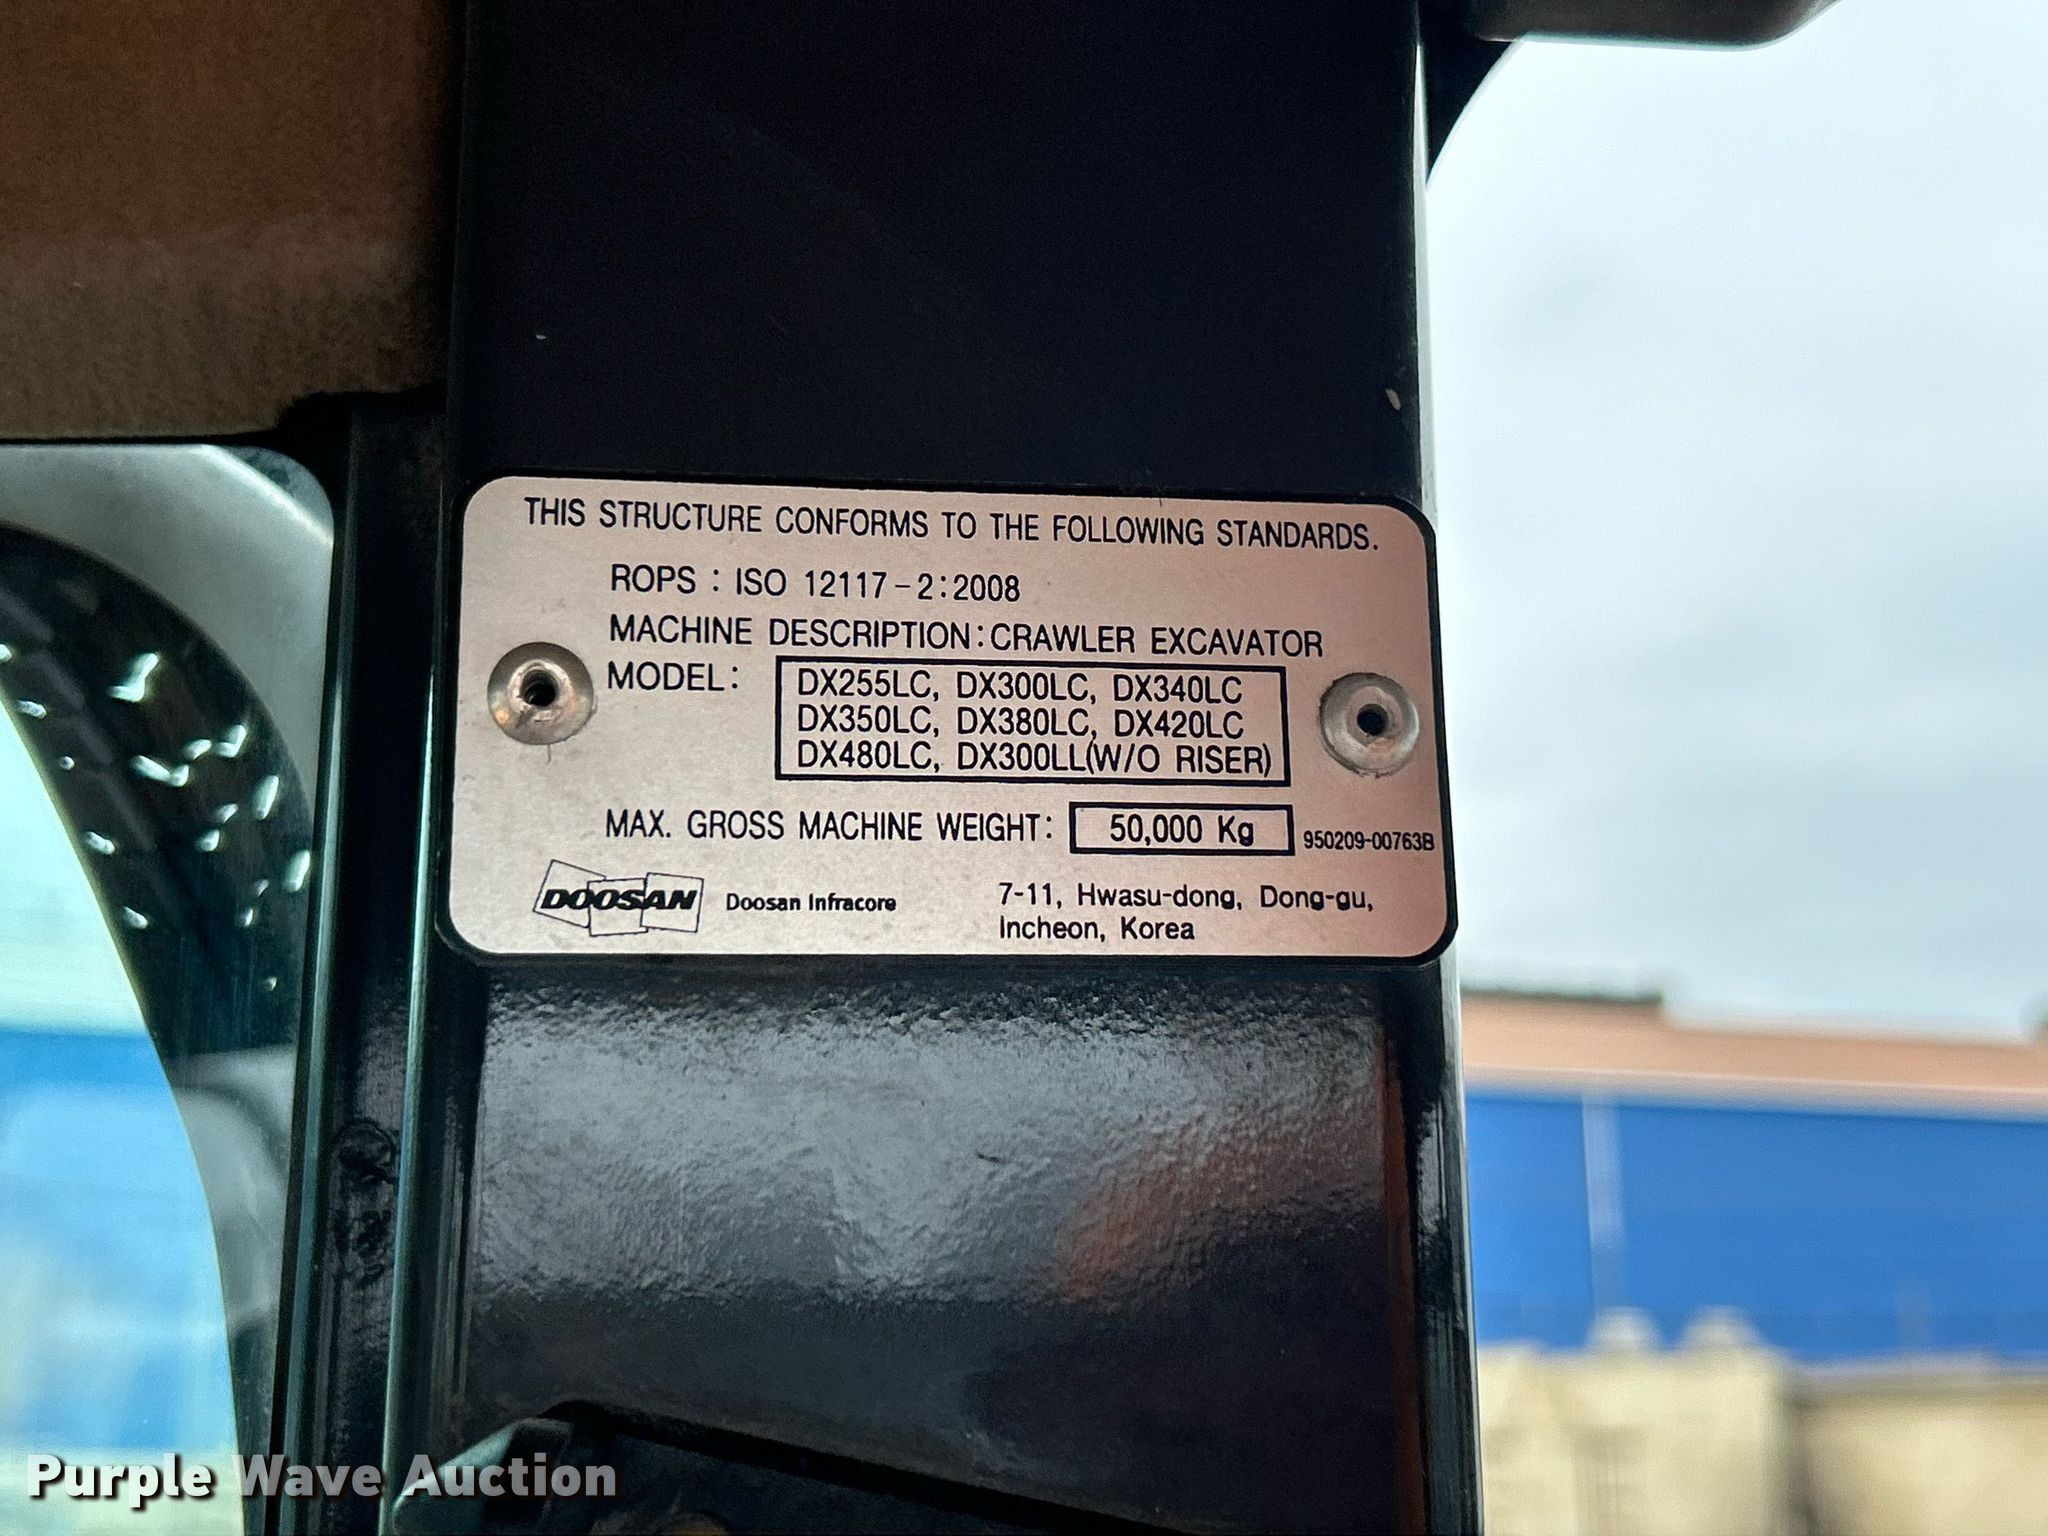 THIS STRUCTURE CONFORMS TO THE FOLLOWING STANDARDS.
ROPS : ISO 12117-2:2008
MACHINE DESCRIPTION:CRAWLER EXCAVATOR
MODEL: DX255LC, DX300LC, DX340LC
DX350LC, DX380LC, DX420LC
DX480LC, DX300LL(W/O RISER)
MAX. GROSS MACHINE WEIGHT: 50,000 Kg 950209-00763B
DOOSAN Doosan Infracore 7-11, Hwasu-dong, Dong-gu,
Incheon, Korea
Purple Wave Auction